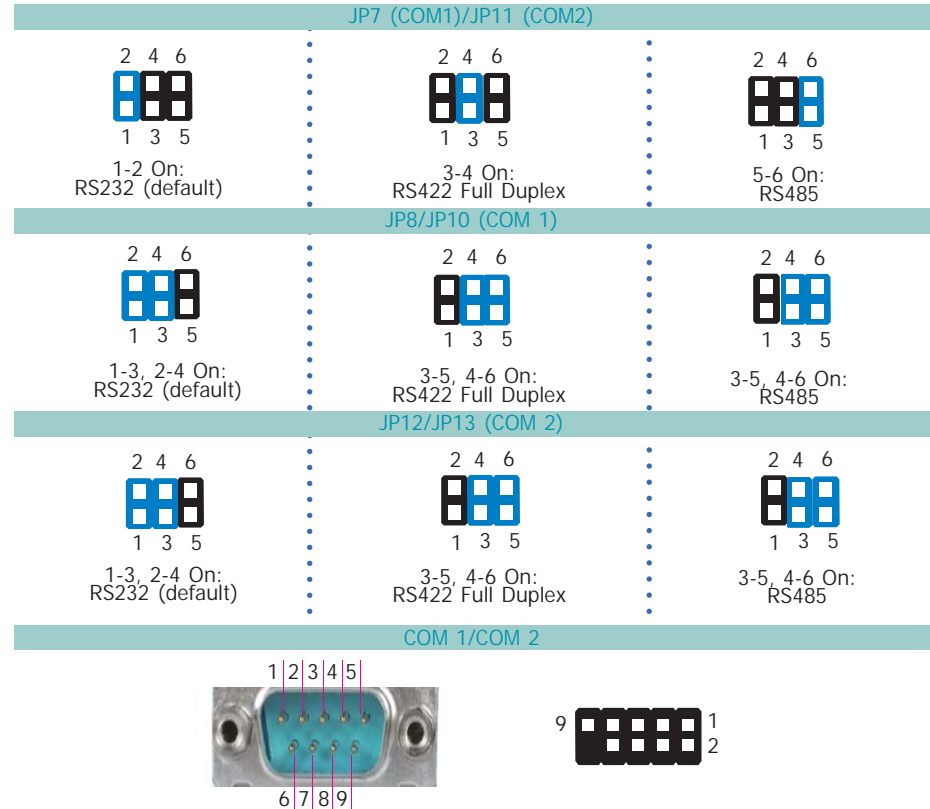 JP7 (COM1)/JP11 (COM2)
2 4 6
1 3 5
1-2 On:
RS232 (default)
2 4 6
1 3 5
3-4 On:
RS422 Full Duplex
2 4 6
1 3 5
5-6 On:
RS485
JP8/JP10 (COM 1)
2 4 6
1 3 5
1-3, 2-4 On:
RS232 (default)
2 4 6
1 3 5
3-5, 4-6 On:
RS422 Full Duplex
2 4 6
1 3 5
3-5, 4-6 On:
RS485
JP12/JP13 (COM 2)
2 4 6
1 3 5
1-3, 2-4 On:
RS232 (default)
2 4 6
1 3 5
3-5, 4-6 On:
RS422 Full Duplex
2 4 6
1 3 5
3-5, 4-6 On:
RS485
COM 1/COM 2
1 2 3 4 5
6 7 8 9
9 1
2